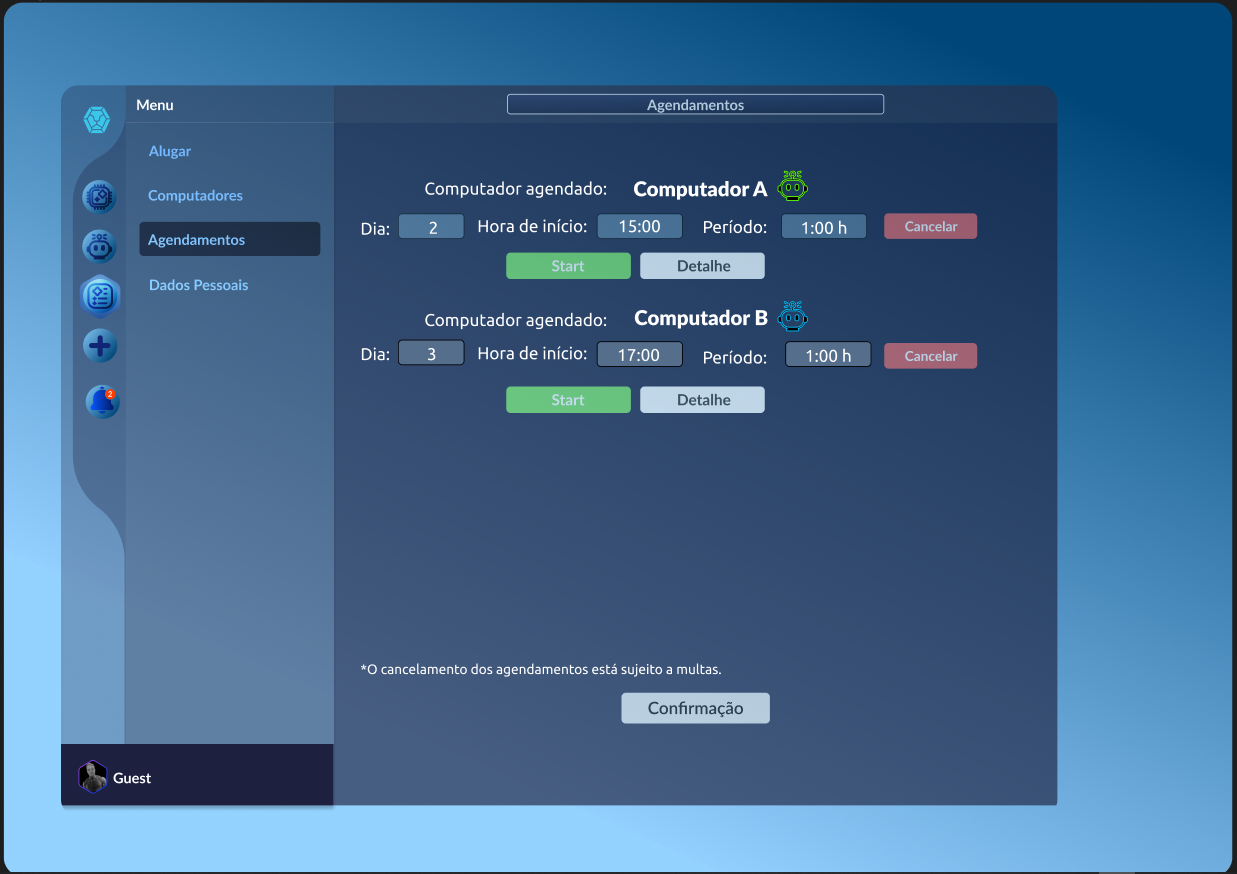 Menu
Agendamentos
Alugar
Computadores
Agendamentos
Dados Pessoais
2
Computador agendado: Computador A
Dia: 2 Hora de início: 15:00 Período: 1:00 h Cancelar
Start Detalhe
Computador agendado: Computador B
Dia: 3 Hora de início: 17:00 Período: 1:00 h Cancelar
Start Detalhe
*O cancelamento dos agendamentos está sujeito a multas.
Confirmação
Guest